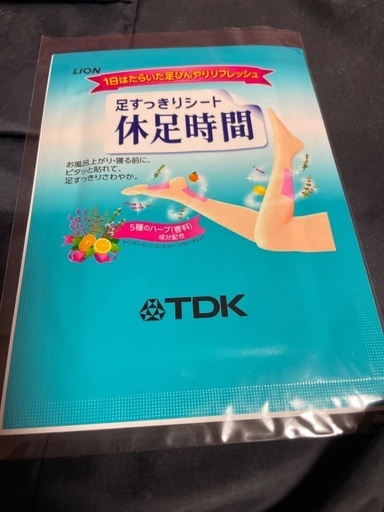 LION
1日はたらいた足ひんやりリフレッシュ
足すっきりシート
休足時間
お風呂上がり・寝る前に、
ピタッと貼れて、
足すっきりさわやか。
5種のハーブ(香料)
成分配合
TDK